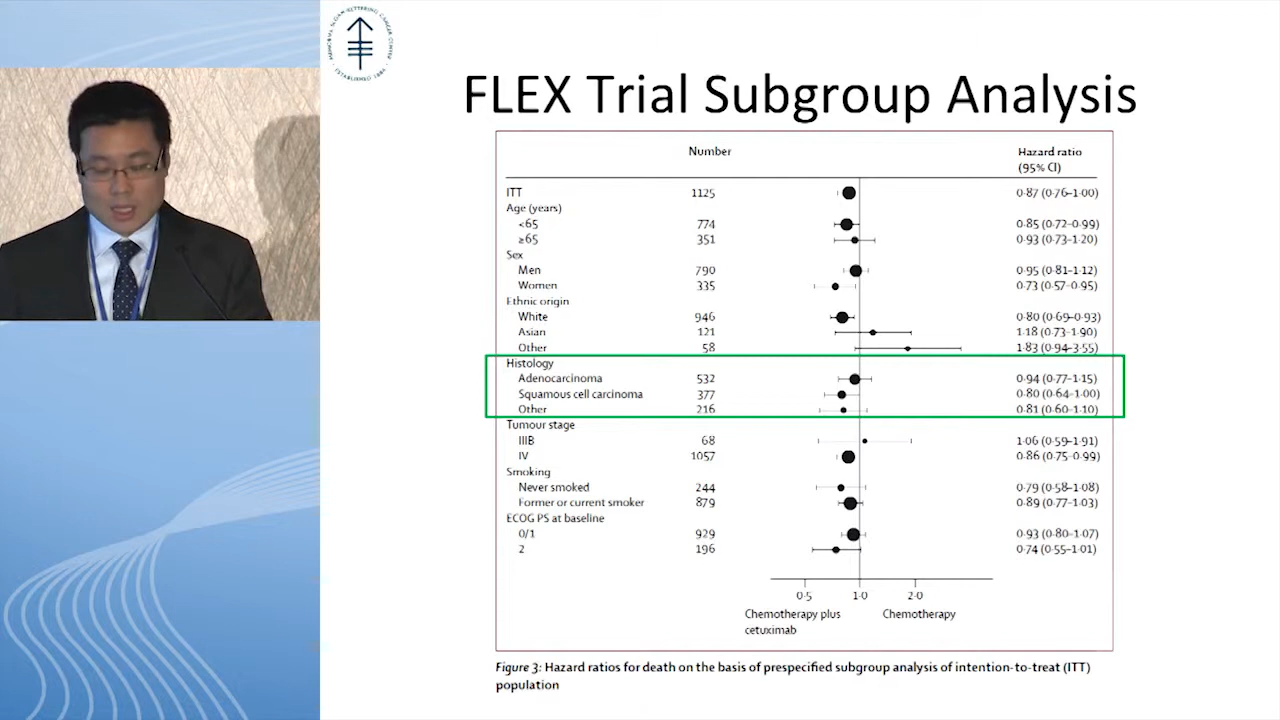 MEMORIAL SLOAN-KETTERING CANCER CENTER
· ESTABLISHED 1884 ·
FLEX Trial Subgroup Analysis
Number Hazard ratio
(95% CI)
ITT 1125 0·87 (0·76–1·00)
Age (years)
<65 774 0·85 (0·72–0·99)
≥65 351 0·93 (0·73–1·20)
Sex
Men 790 0·95 (0·81–1·12)
Women 335 0·73 (0·57–0·95)
Ethnic origin
White 946 0·80 (0·69–0·93)
Asian 121 1·18 (0·73–1·90)
Other 58 1·83 (0·94–3·55)
Histology
Adenocarcinoma 532 0·94 (0·77–1·15)
Squamous cell carcinoma 377 0·80 (0·64–1·00)
Other 216 0·81 (0·60–1·10)
Tumour stage
IIIB 68 1·06 (0·59–1·91)
IV 1057 0·86 (0·75–0·99)
Smoking
Never smoked 244 0·79 (0·58–1·08)
Former or current smoker 879 0·89 (0·77–1·03)
ECOG PS at baseline
0/1 929 0·93 (0·80–1·07)
2 196 0·74 (0·55–1·01)
0·5 1·0 2·0
Chemotherapy plus Chemotherapy
cetuximab
Figure 3: Hazard ratios for death on the basis of prespecified subgroup analysis of intention-to-treat (ITT)
population